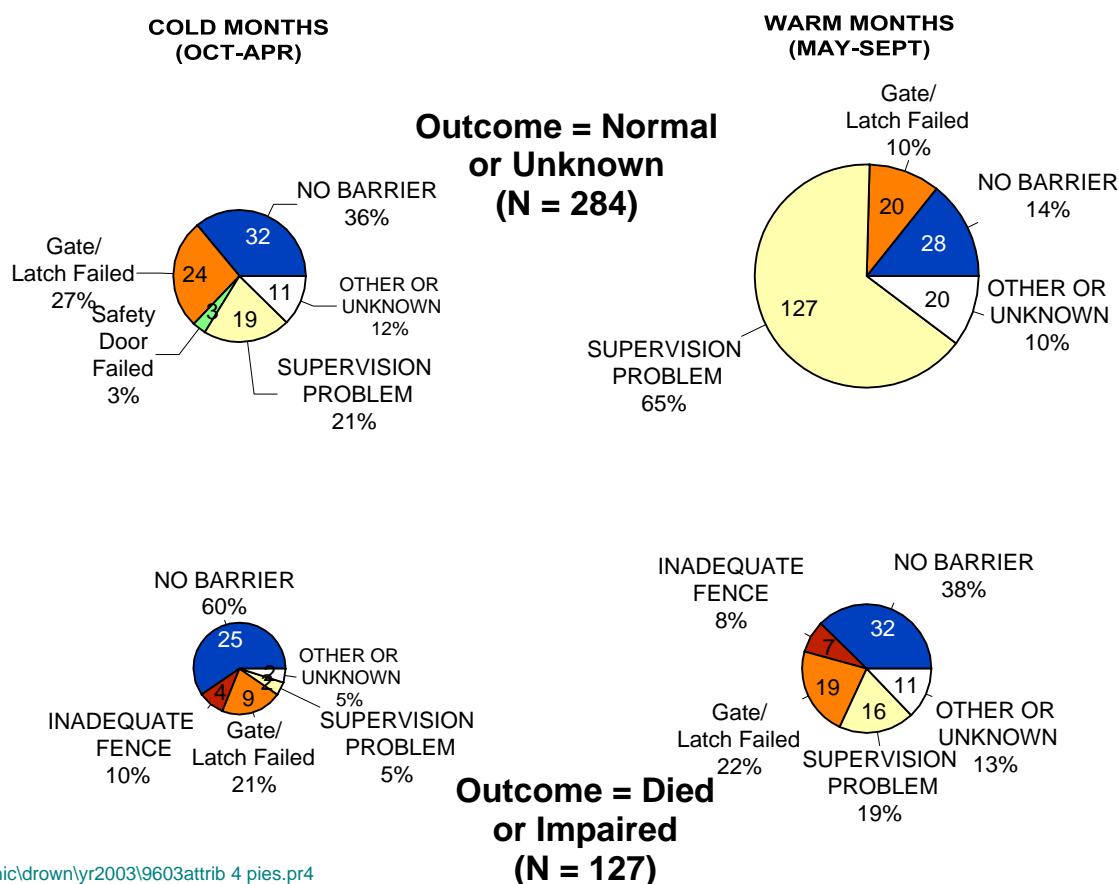 COLD MONTHS
(OCT-APR)
WARM MONTHS
(MAY-SEPT)
Outcome = Normal
or Unknown
(N = 284)
NO BARRIER
36%
32
Gate/
Latch Failed
27%
24
Safety
Door
Failed
3%
3
19
SUPERVISION
PROBLEM
21%
11
OTHER OR
UNKNOWN
12%
Gate/
Latch Failed
10%
20
NO BARRIER
14%
28
OTHER OR
UNKNOWN
10%
20
127
SUPERVISION
PROBLEM
65%
NO BARRIER
60%
25
OTHER OR
UNKNOWN
5%
2
2
SUPERVISION
PROBLEM
5%
4
INADEQUATE
FENCE
10%
9
Gate/
Latch Failed
21%
INADEQUATE
FENCE
8%
7
NO BARRIER
38%
32
19
Gate/
Latch Failed
22%
16
SUPERVISION
PROBLEM
19%
11
OTHER OR
UNKNOWN
13%
Outcome = Died
or Impaired
(N = 127)
nic\drown\yr2003\9603attrib 4 pies.pr4